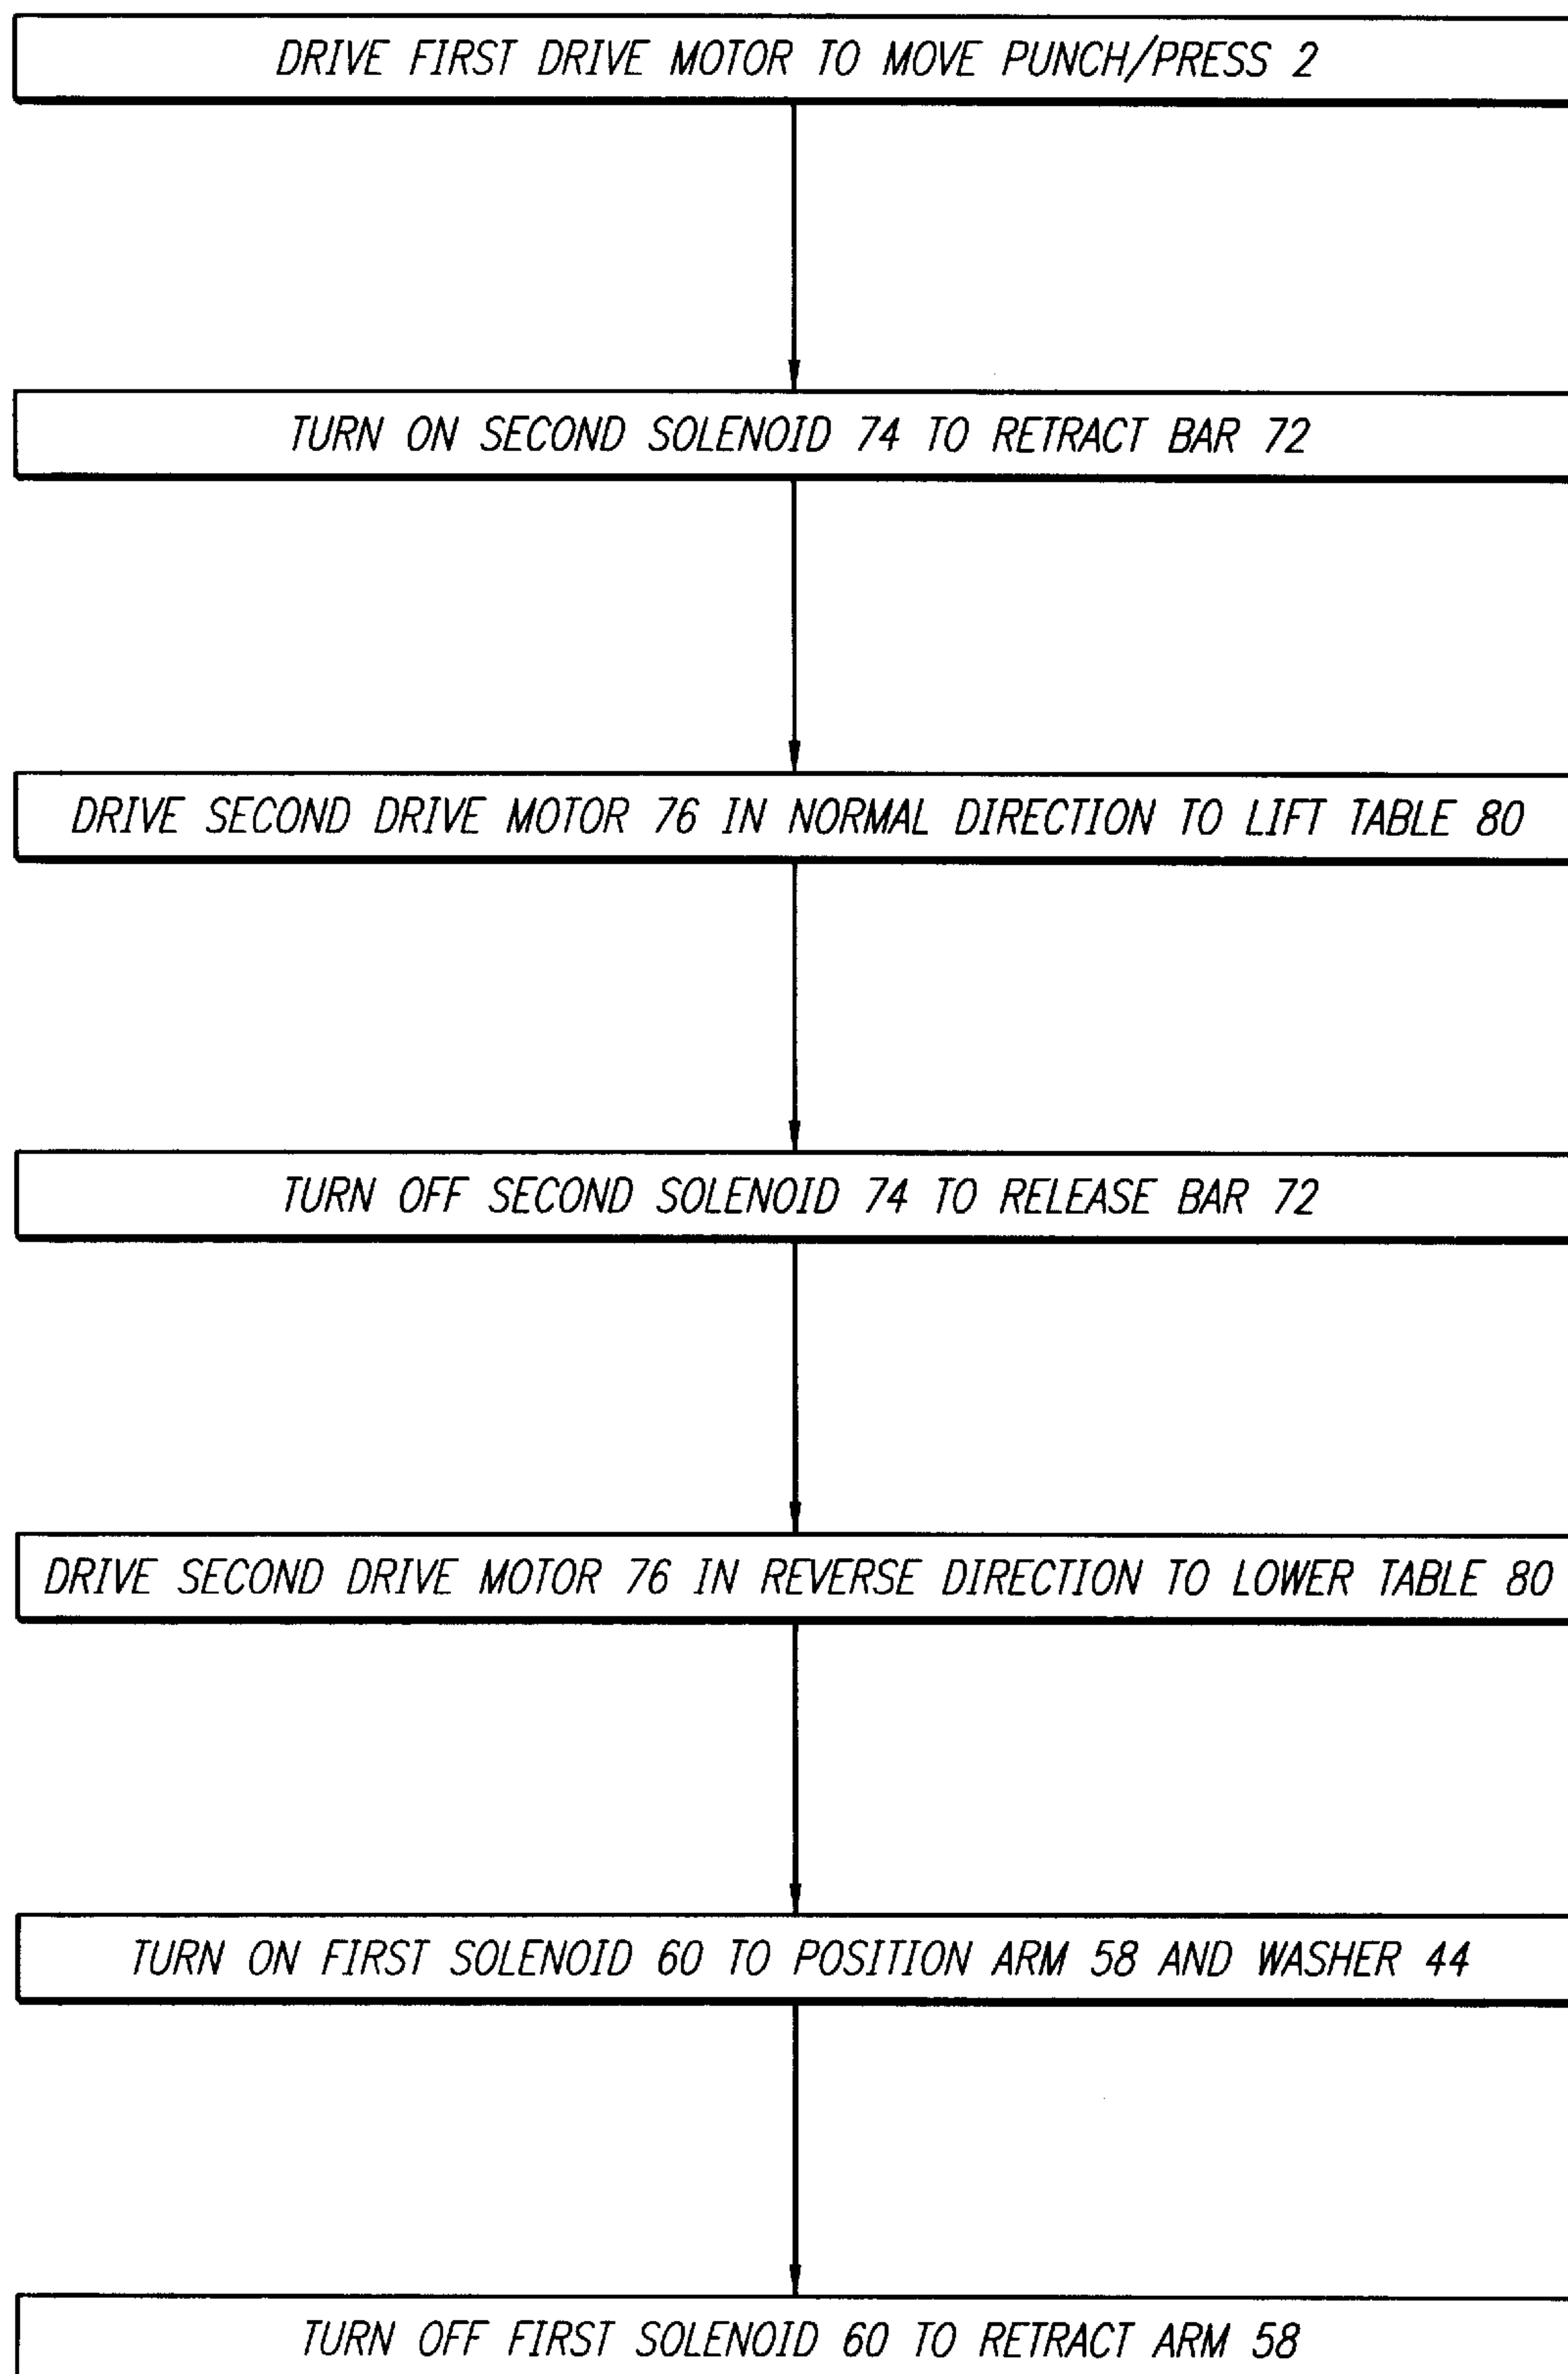 DRIVE FIRST DRIVE MOTOR TO MOVE PUNCH/PRESS 2
TURN ON SECOND SOLENOID 74 TO RETRACT BAR 72
DRIVE SECOND DRIVE MOTOR 76 IN NORMAL DIRECTION TO LIFT TABLE 80
TURN OFF SECOND SOLENOID 74 TO RELEASE BAR 72
DRIVE SECOND DRIVE MOTOR 76 IN REVERSE DIRECTION TO LOWER TABLE 80
TURN ON FIRST SOLENOID 60 TO POSITION ARM 58 AND WASHER 44
TURN OFF FIRST SOLENOID 60 TO RETRACT ARM 58